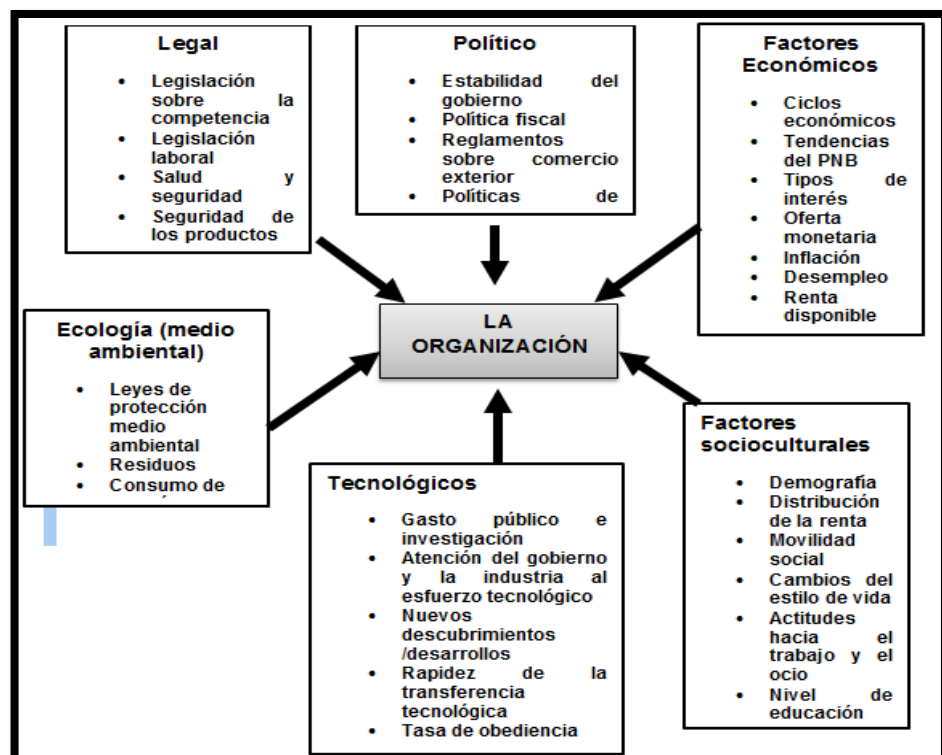 Legal
• Legislación
sobre la
competencia
• Legislación
laboral
• Salud y
seguridad
• Seguridad de
los productos
Político
• Estabilidad del
gobierno
• Política fiscal
• Reglamentos
sobre comercio
exterior
• Políticas de
Factores
Económicos
• Ciclos
económicos
• Tendencias
del PNB
• Tipos de
interés
• Oferta
monetaria
• Inflación
• Desempleo
• Renta
disponible
LA
ORGANIZACIÓN
Ecología (medio
ambiental)
• Leyes de
protección
medio
ambiental
• Residuos
• Consumo de
Tecnológicos
• Gasto público e
investigación
• Atención del gobierno
y la industria al
esfuerzo tecnológico
• Nuevos
descubrimientos
/desarrollos
• Rapidez de la
transferencia
tecnológica
• Tasa de obediencia
Factores
socioculturales
• Demografía
• Distribución
de la renta
• Movilidad
social
• Cambios del
estilo de vida
• Actitudes
hacia el
trabajo y el
ocio
• Nivel de
educación